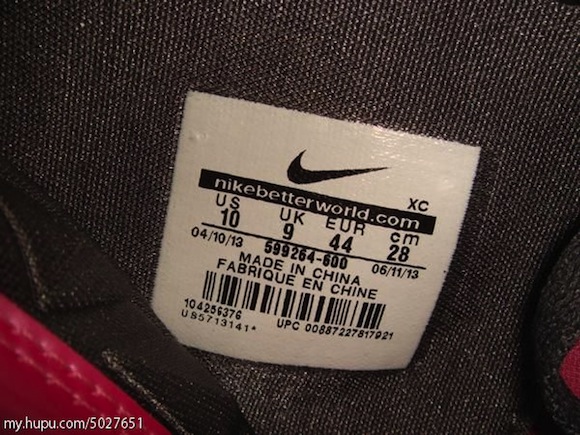 XC
nikebetterworld.com
US UK EUR cm
10 9 44 28
04/10/13 599264-600 06/11/13
MADE IN CHINA
FABRIQUE EN CHINE
104256376
UB5713141* UPC 00887227817921
my.hupu.com/5027651